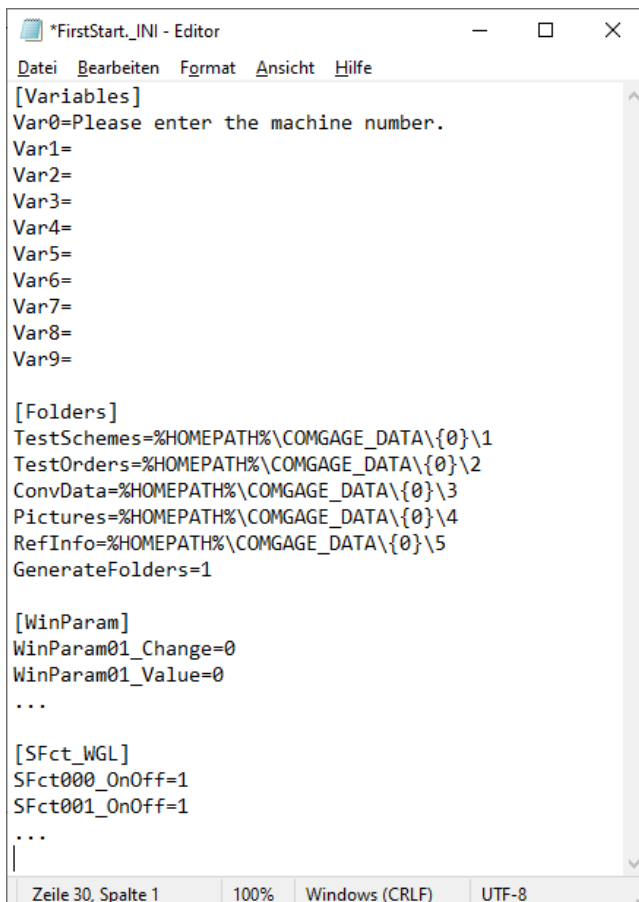 *FirstStart._INI - Editor
Datei Bearbeiten Format Ansicht Hilfe
[Variables]
Var0=Please enter the machine number.
Var1=
Var2=
Var3=
Var4=
Var5=
Var6=
Var7=
Var8=
Var9=
[Folders]
TestSchemes=%HOMEPATH%\COMGAGE_DATA\{0}\1
TestOrders=%HOMEPATH%\COMGAGE_DATA\{0}\2
ConvData=%HOMEPATH%\COMGAGE_DATA\{0}\3
Pictures=%HOMEPATH%\COMGAGE_DATA\{0}\4
RefInfo=%HOMEPATH%\COMGAGE_DATA\{0}\5
GenerateFolders=1
[WinParam]
WinParam01_Change=0
WinParam01_Value=0
...
[SFct_WGL]
SFct000_OnOff=1
SFct001_OnOff=1
...
Zeile 30, Spalte 1 100% Windows (CRLF) UTF-8